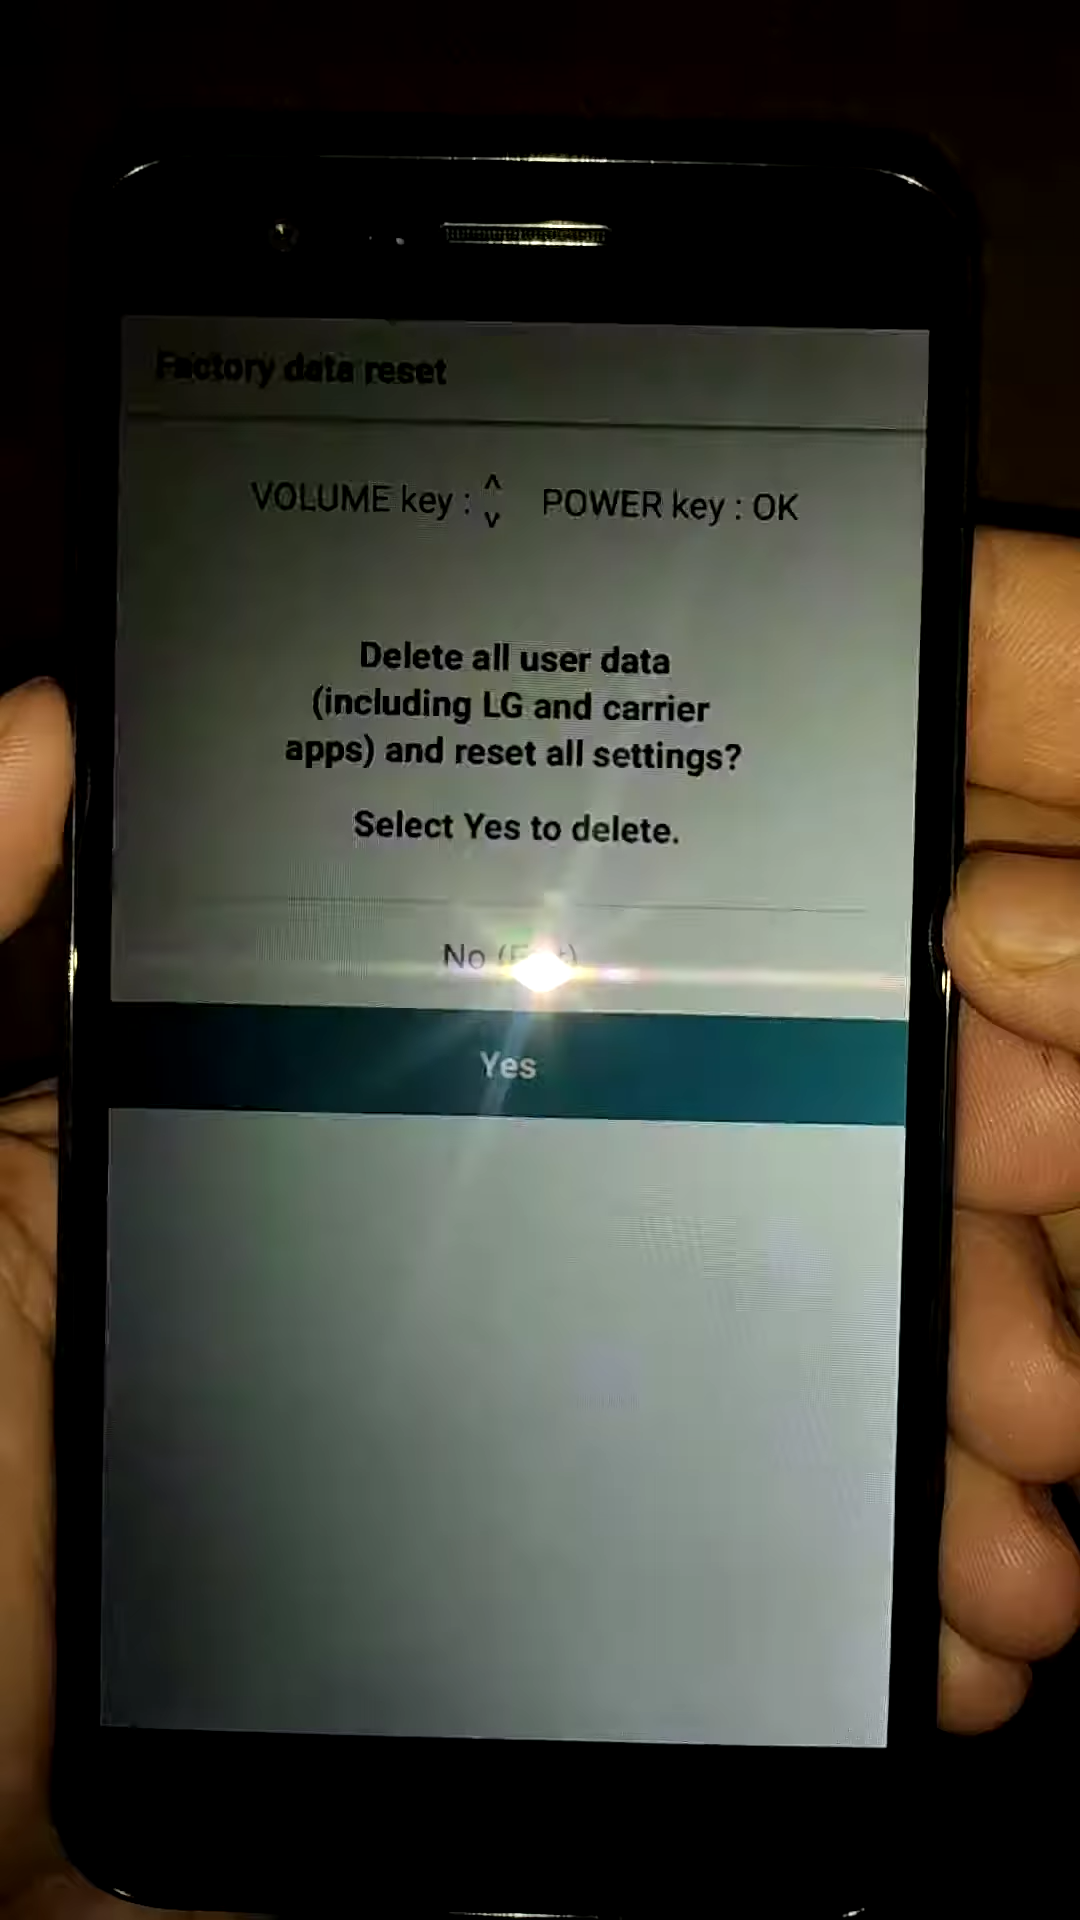 Factory data reset
VOLUME key : ^ v POWER key : OK
Delete all user data
(including LG and carrier
apps) and reset all settings?
Select Yes to delete.
No
Yes